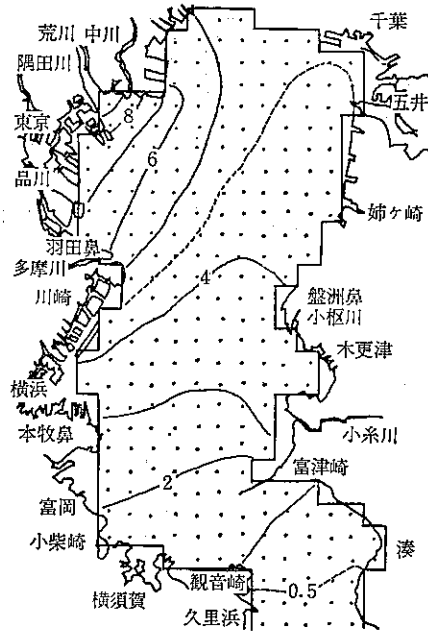 荒川 中川
千葉
隅田川
東京
8
五井
6
品川
姉ヶ崎
羽田鼻
多摩川
4
川崎
盤洲鼻
小枢川
木更津
横浜
本牧鼻
小糸川
富津崎
2
富岡
小柴崎
湊
観音崎
横須賀
0.5
久里浜